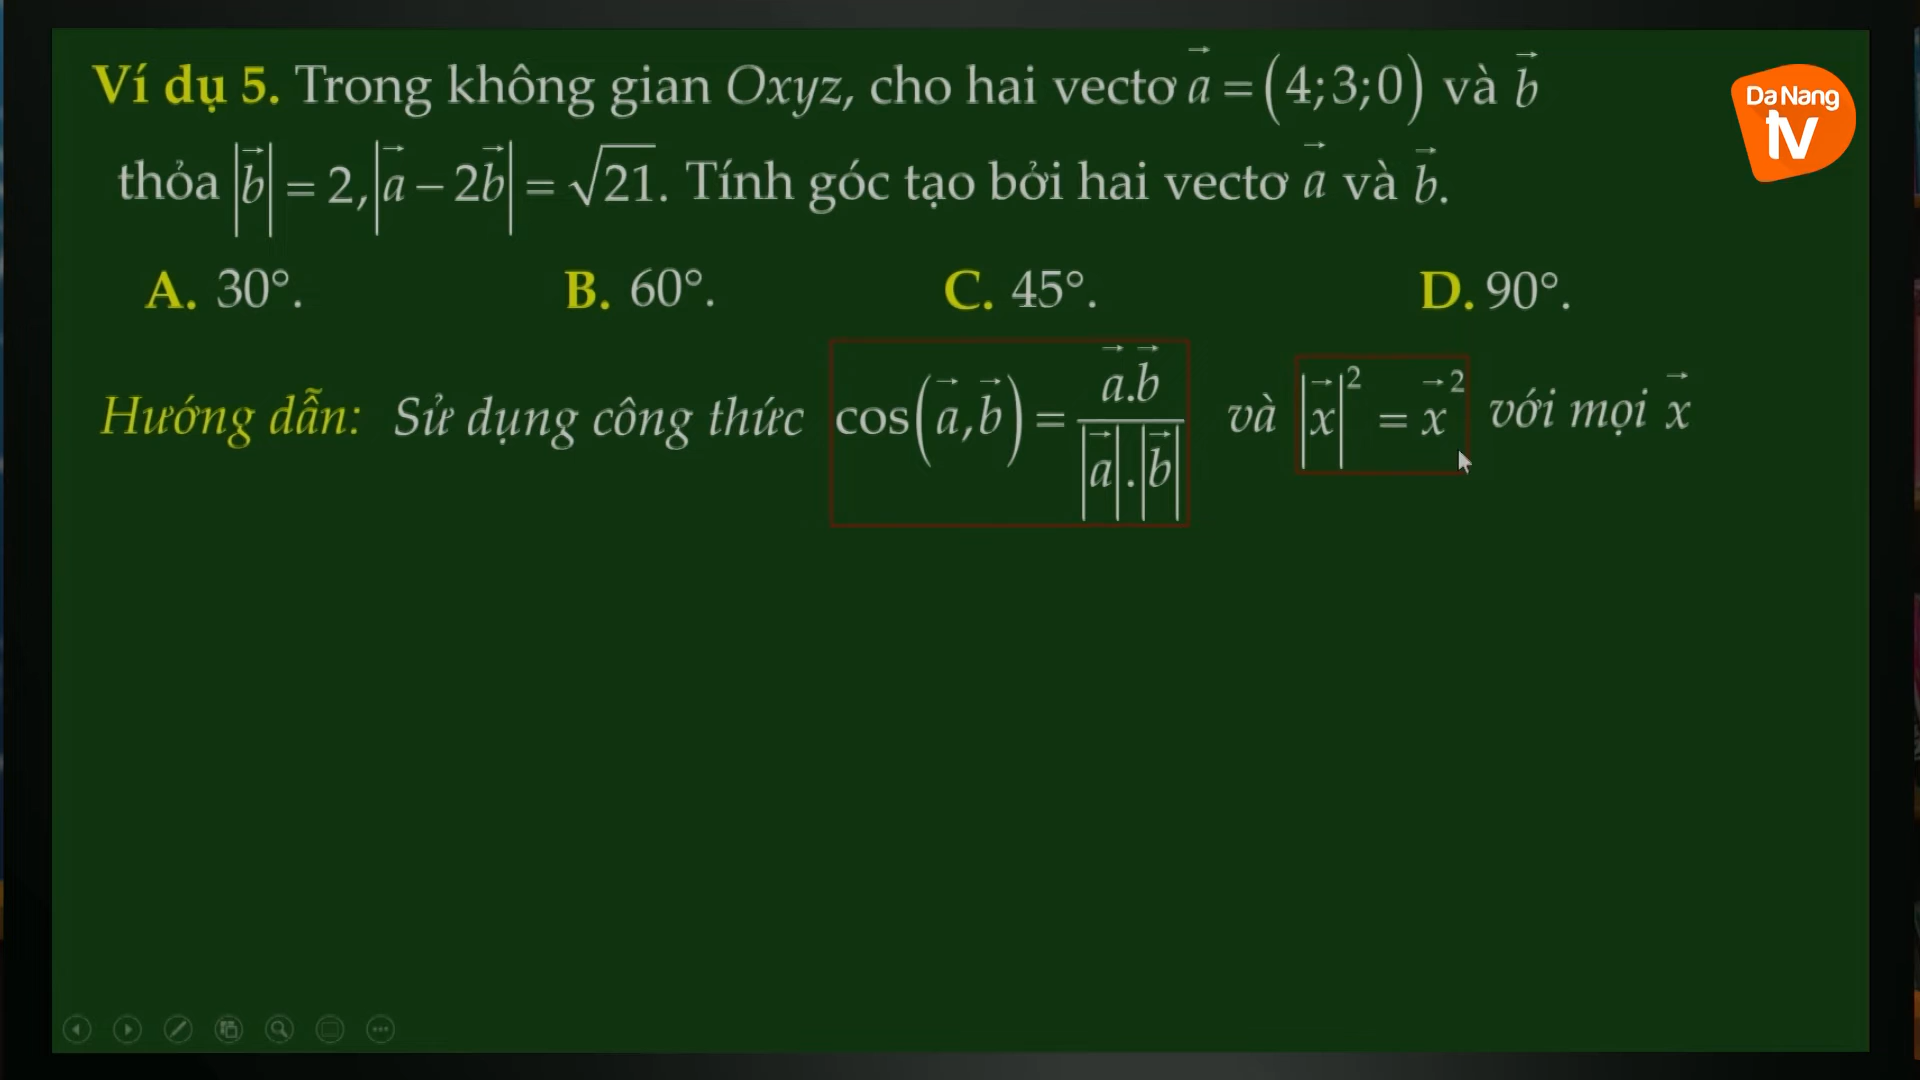 Ví dụ 5. Trong không gian Oxyz, cho hai vectơ a⃗ = (4;3;0) và b⃗
thỏa |b⃗| = 2, |a⃗ − 2b⃗| = √21. Tính góc tạo bởi hai vectơ a⃗ và b⃗.
A. 30°. B. 60°. C. 45°. D. 90°.
Hướng dẫn: Sử dụng công thức cos(a⃗,b⃗) = a⃗.b⃗ / |a⃗|.|b⃗| và |x⃗|² = x⃗² với mọi x⃗
Da Nang
tv